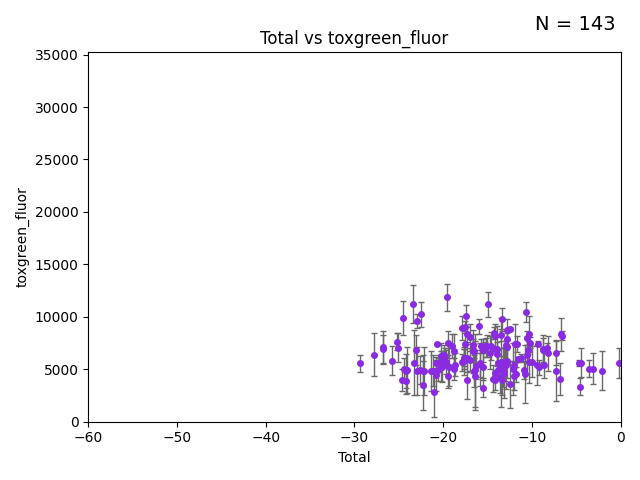 N = 143
Total vs toxgreen_fluor
35000
30000
25000
20000
15000
10000
5000
0
toxgreen_fluor
−60 −50 −40 −30 −20 −10 0
Total